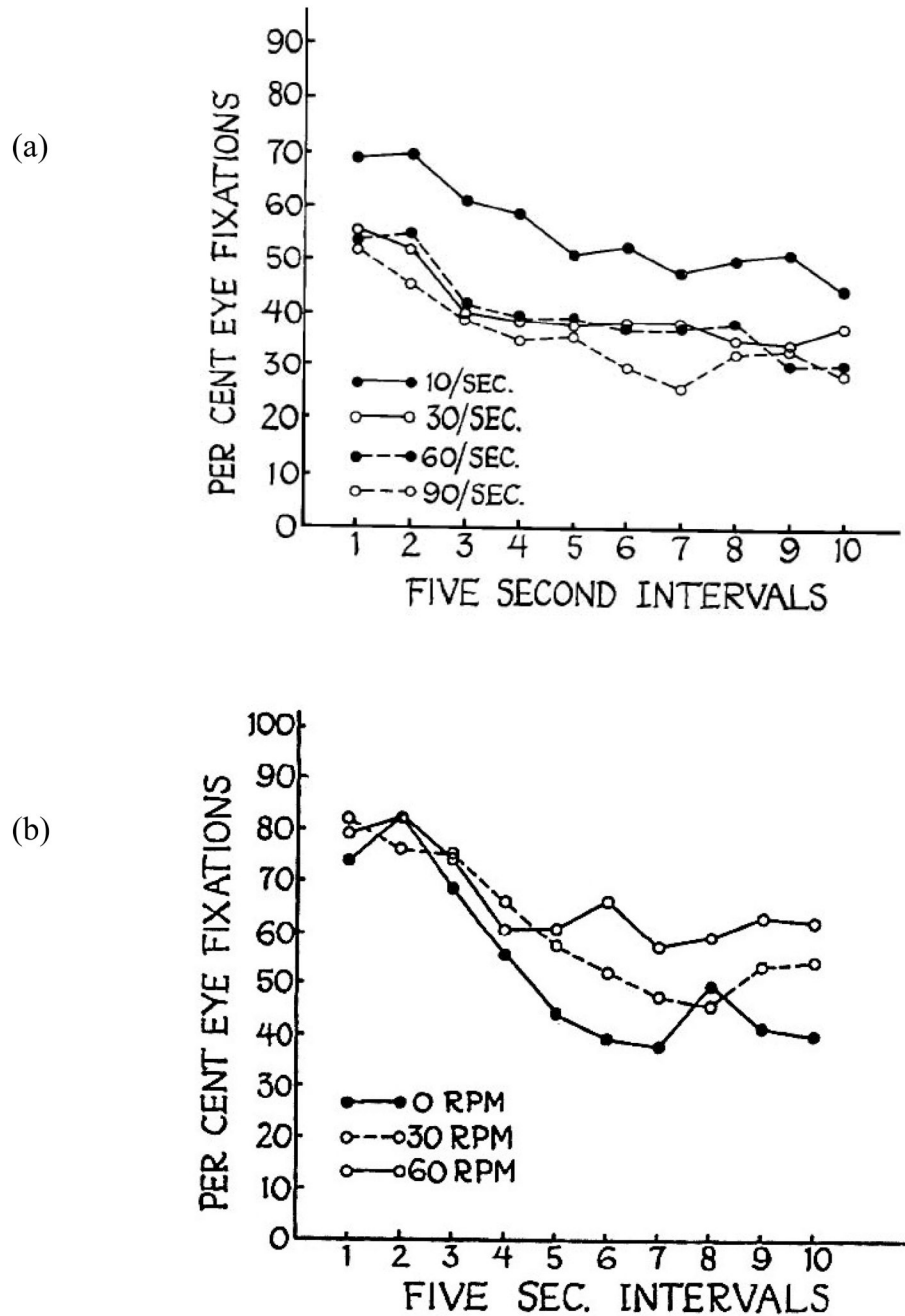 (a)
PER CENT EYE FIXATIONS
90
80
70
60
50
40
30
20
10
0
10/SEC.
30/SEC.
60/SEC.
90/SEC.
1 2 3 4 5 6 7 8 9 10
FIVE SECOND INTERVALS
(b)
PER CENT EYE FIXATIONS
100
90
80
70
60
50
40
30
20
10
0
0 RPM
30 RPM
60 RPM
1 2 3 4 5 6 7 8 9 10
FIVE SEC. INTERVALS